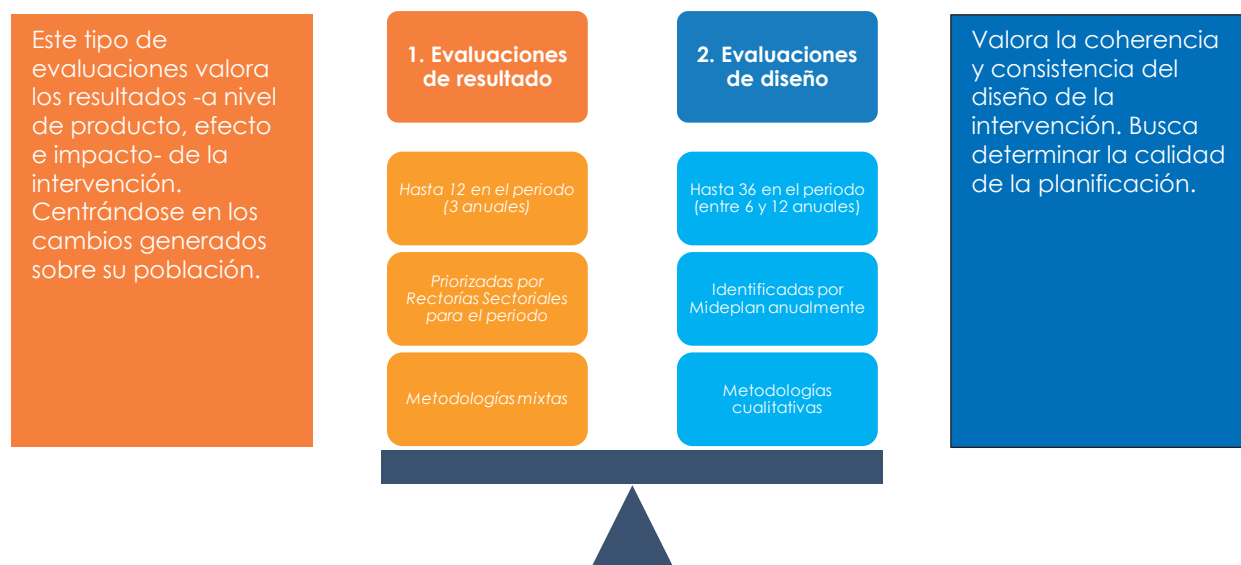 Este tipo de
evaluaciones valora
los resultados -a nivel
de producto, efecto
e impacto- de la
intervención.
Centrándose en los
cambios generados
sobre su población.
1. Evaluaciones
de resultado
Hasta 12 en el periodo
(3 anuales)
Priorizadas por
Rectorías Sectoriales
para el periodo
Metodologías mixtas
2. Evaluaciones
de diseño
Hasta 36 en el periodo
(entre 6 y 12 anuales)
Identificadas por
Mideplan anualmente
Metodologías
cualitativas
Valora la coherencia
y consistencia del
diseño de la
intervención. Busca
determinar la calidad
de la planificación.